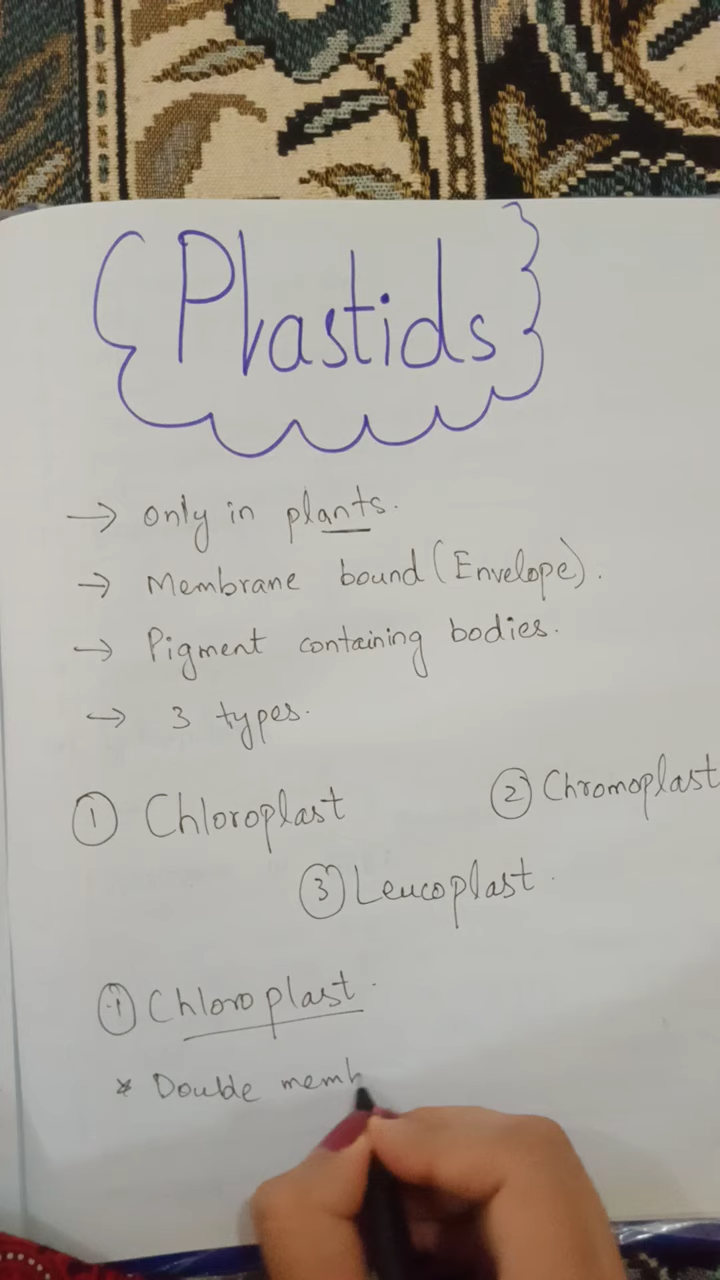 Plastids
→ Only in plants.
→ Membrane bound (Envelope).
→ Pigment containing bodies.
→ 3 types.
① Chloroplast ② Chromoplast
③ Leucoplast.
① Chloroplast.
* Double memb